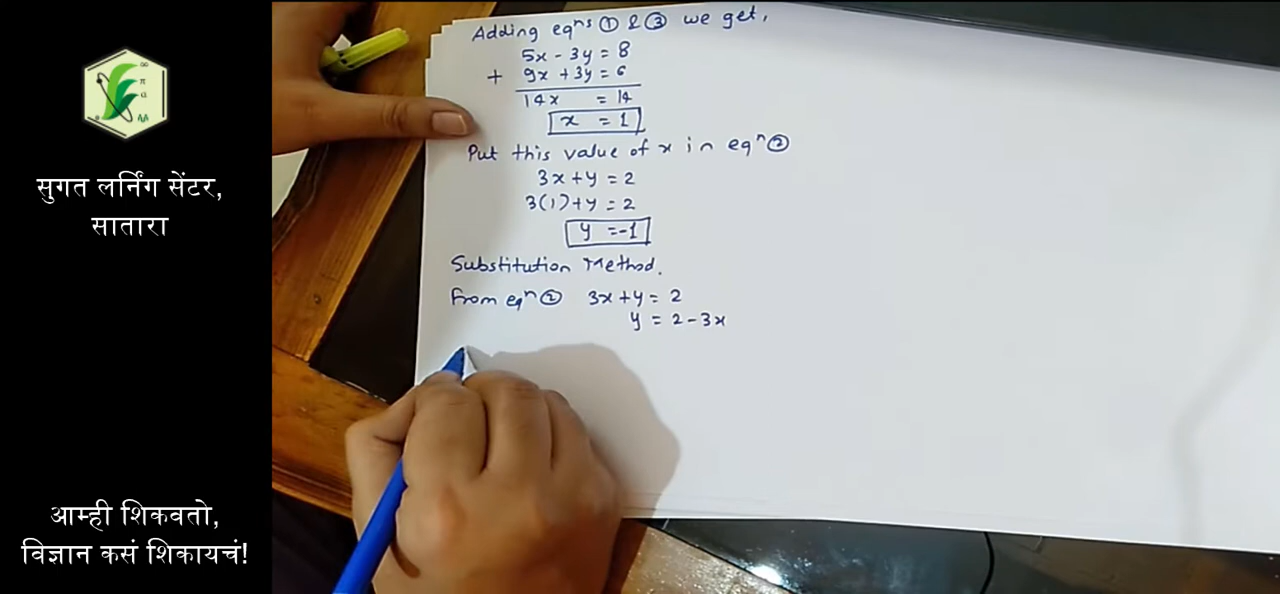 सुगत लर्निंग सेंटर,
सातारा
आम्ही शिकवतो,
विज्ञान कसं शिकायचं!
Adding eqⁿˢ ① & ③ we get,
5x - 3y = 8
+ 9x + 3y = 6
14x = 14
x = 1
Put this value of x in eqⁿ ②
3x + y = 2
3(1) + y = 2
y = -1
Substitution Method.
From eqⁿ ② 3x + y = 2
y = 2 - 3x